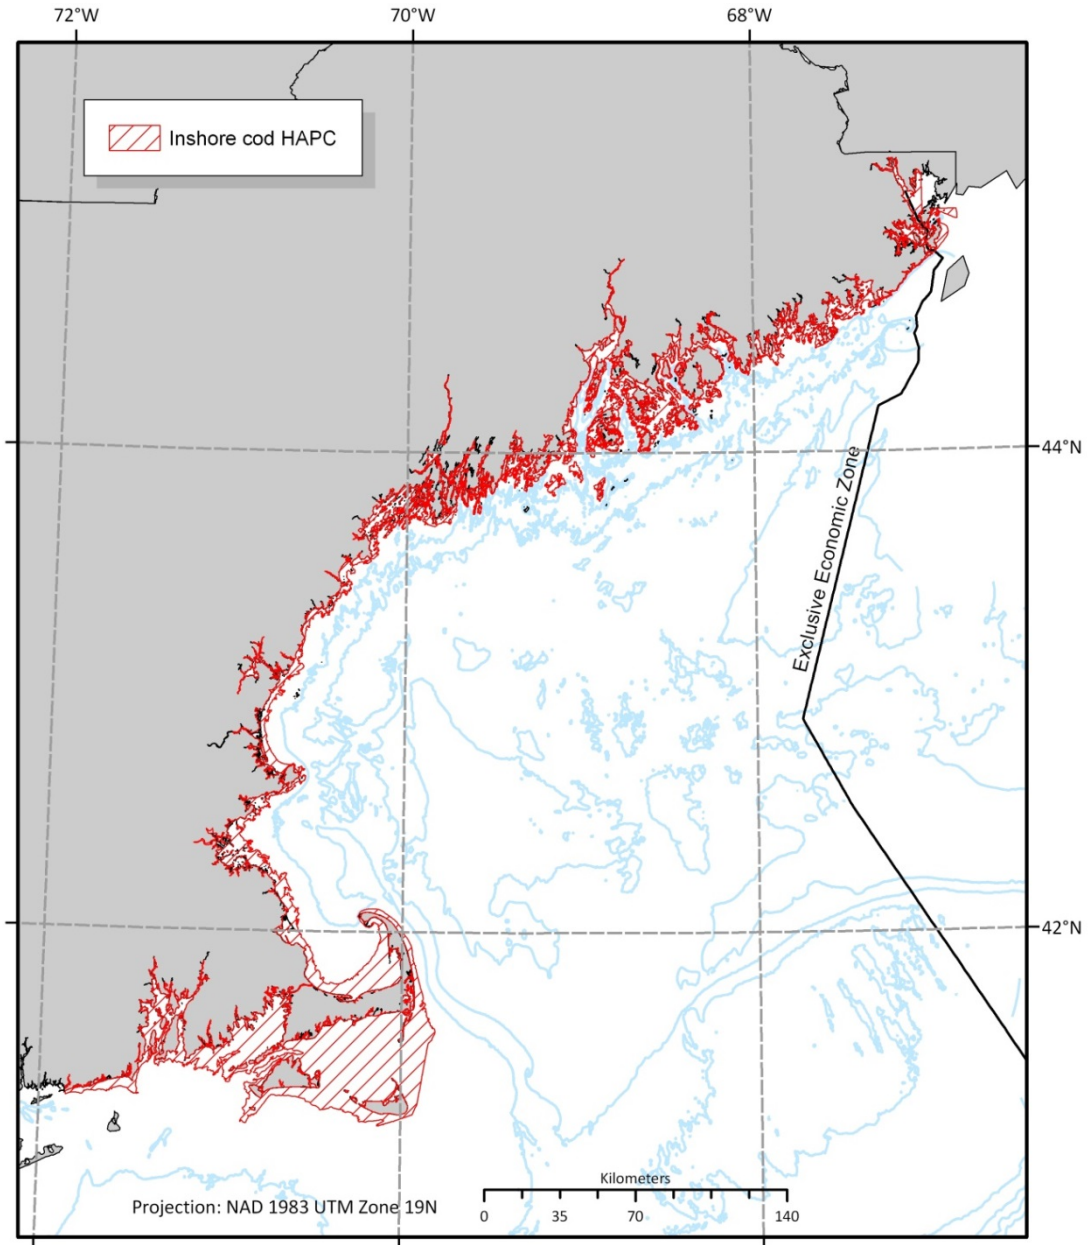 72°W 70°W 68°W
Inshore cod HAPC
44°N
Exclusive Economic Zone
42°N
Kilometers
Projection: NAD 1983 UTM Zone 19N
0 35 70 140